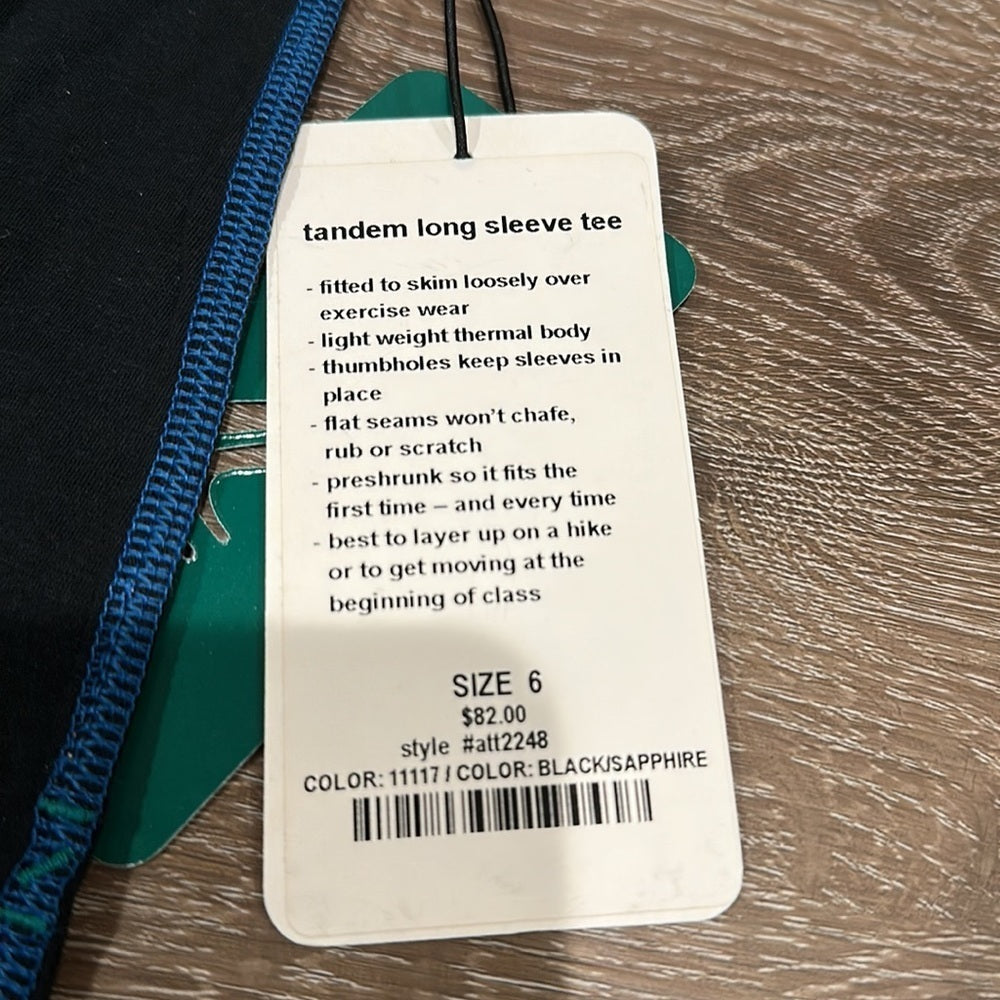 tandem long sleeve tee
- fitted to skim loosely over
exercise wear
- light weight thermal body
- thumbholes keep sleeves in
place
- flat seams won't chafe,
rub or scratch
- preshrunk so it fits the
first time – and every time
- best to layer up on a hike
or to get moving at the
beginning of class
SIZE 6
$82.00
style #att2248
COLOR: 11117 / COLOR: BLACK/SAPPHIRE